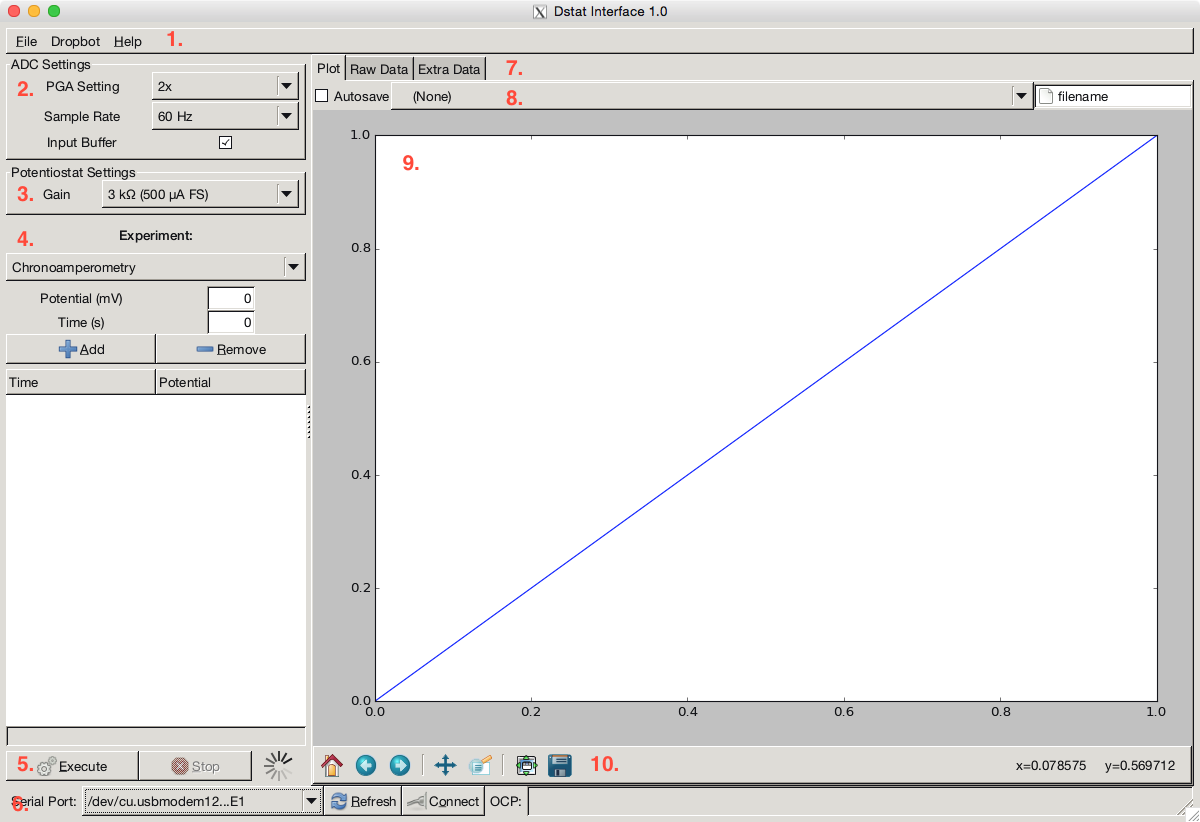 Dstat Interface 1.0
File Dropbot Help 1.
ADC Settings
2. PGA Setting 2x
Sample Rate 60 Hz
Input Buffer
Potentiostat Settings
3. Gain 3 kΩ (500 µA FS)
4. Experiment:
Chronoamperometry
Potential (mV) 0
Time (s) 0
Add Remove
Time Potential
5. Execute Stop
Plot Raw Data Extra Data 7.
Autosave (None) 8. filename
9.
1.0
0.8
0.6
0.4
0.2
0.0
0.0 0.2 0.4 0.6 0.8 1.0
10. x=0.078575 y=0.569712
6. Serial Port: /dev/cu.usbmodem12...E1 Refresh Connect OCP: